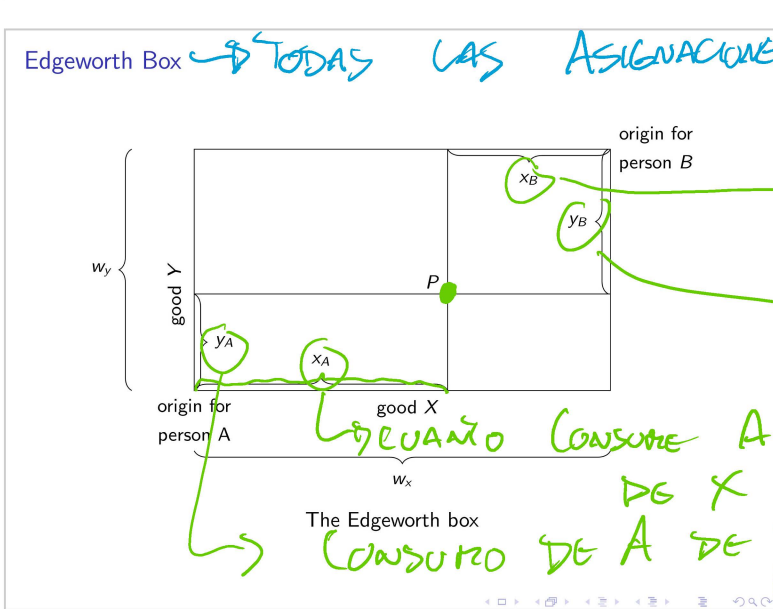 Edgeworth Box TODAS LAS ASIGNACIONE
origin for
person B
x_B
y_B
w_y
good Y
P
y_A
x_A
origin for
person A
good X
CUANTO CONSUME A
w_x
DE X
The Edgeworth box
CONSUMO DE A DE